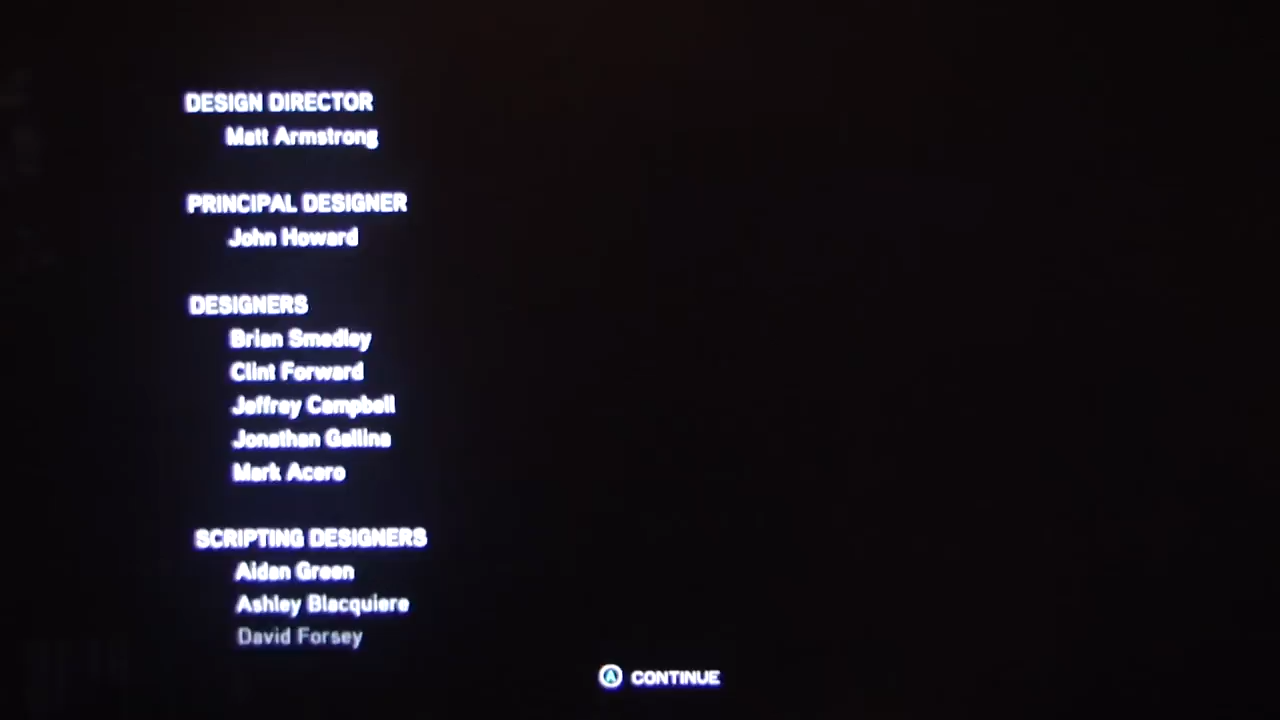 DESIGN DIRECTOR
Matt Armstrong
PRINCIPAL DESIGNER
John Howard
DESIGNERS
Brian Smedley
Clint Forward
Jeffrey Campbell
Jonathan Gallina
Mark Acero
SCRIPTING DESIGNERS
Aidan Green
Ashley Blacquiere
David Forsey
A CONTINUE